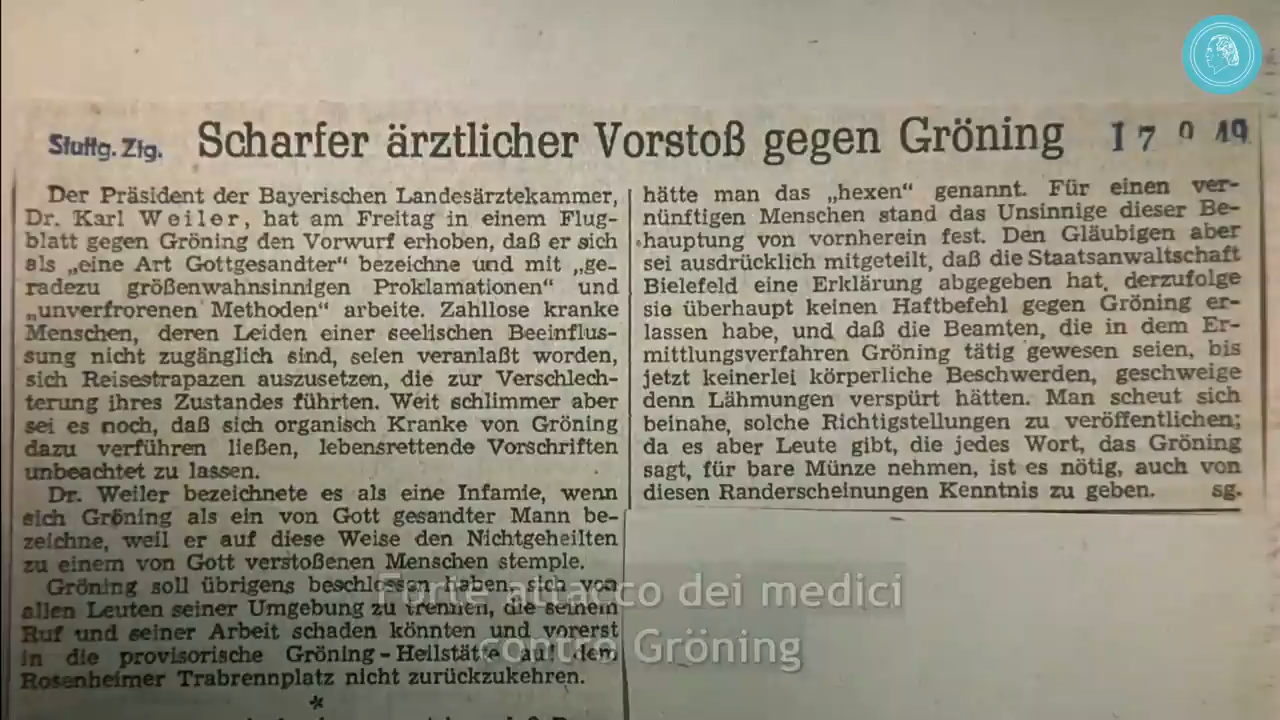 Stuttg. Ztg.
Scharfer ärztlicher Vorstoß gegen Gröning
17 9 49
Der Präsident der Bayerischen Landesärztekammer,
Dr. Karl Weiler, hat am Freitag in einem Flug-
blatt gegen Gröning den Vorwurf erhoben, daß er sich
als „eine Art Gottgesandter“ bezeichne und mit „ge-
radezu größenwahnsinnigen Proklamationen“ und
„unverfrorenen Methoden“ arbeite. Zahllose kranke
Menschen, deren Leiden einer seelischen Beeinflus-
sung nicht zugänglich sind, seien veranlaßt worden,
sich Reisestrapazen auszusetzen, die zur Verschlech-
terung ihres Zustandes führten. Weit schlimmer aber
sei es noch, daß sich organisch Kranke von Gröning
dazu verführen ließen, lebensrettende Vorschriften
unbeachtet zu lassen.
Dr. Weiler bezeichnete es als eine Infamie, wenn
sich Gröning als ein von Gott gesandter Mann be-
zeichne, weil er auf diese Weise den Nichtgeheilten
zu einem von Gott verstoßenen Menschen stemple.
Gröning soll übrigens beschlossen haben, sich von
allen Leuten seiner Umgebung zu trennen, die seinem
Ruf und seiner Arbeit schaden könnten und vorerst
in die provisorische Gröning-Heilstätte auf dem
Rosenheimer Trabrennplatz nicht zurückzukehren.
*
hätte man das „hexen“ genannt. Für einen ver-
nünftigen Menschen stand das Unsinnige dieser Be-
hauptung von vornherein fest. Den Gläubigen aber
sei ausdrücklich mitgeteilt, daß die Staatsanwaltschaft
Bielefeld eine Erklärung abgegeben hat, derzufolge
sie überhaupt keinen Haftbefehl gegen Gröning er-
lassen habe, und daß die Beamten, die in dem Er-
mittlungsverfahren Gröning tätig gewesen seien, bis
jetzt keinerlei körperliche Beschwerden, geschweige
denn Lähmungen verspürt hätten. Man scheut sich
beinahe, solche Richtigstellungen zu veröffentlichen;
da es aber Leute gibt, die jedes Wort, das Gröning
sagt, für bare Münze nehmen, ist es nötig, auch von
diesen Randerscheinungen Kenntnis zu geben. sg.
Forte attacco dei medici
contro Gröning